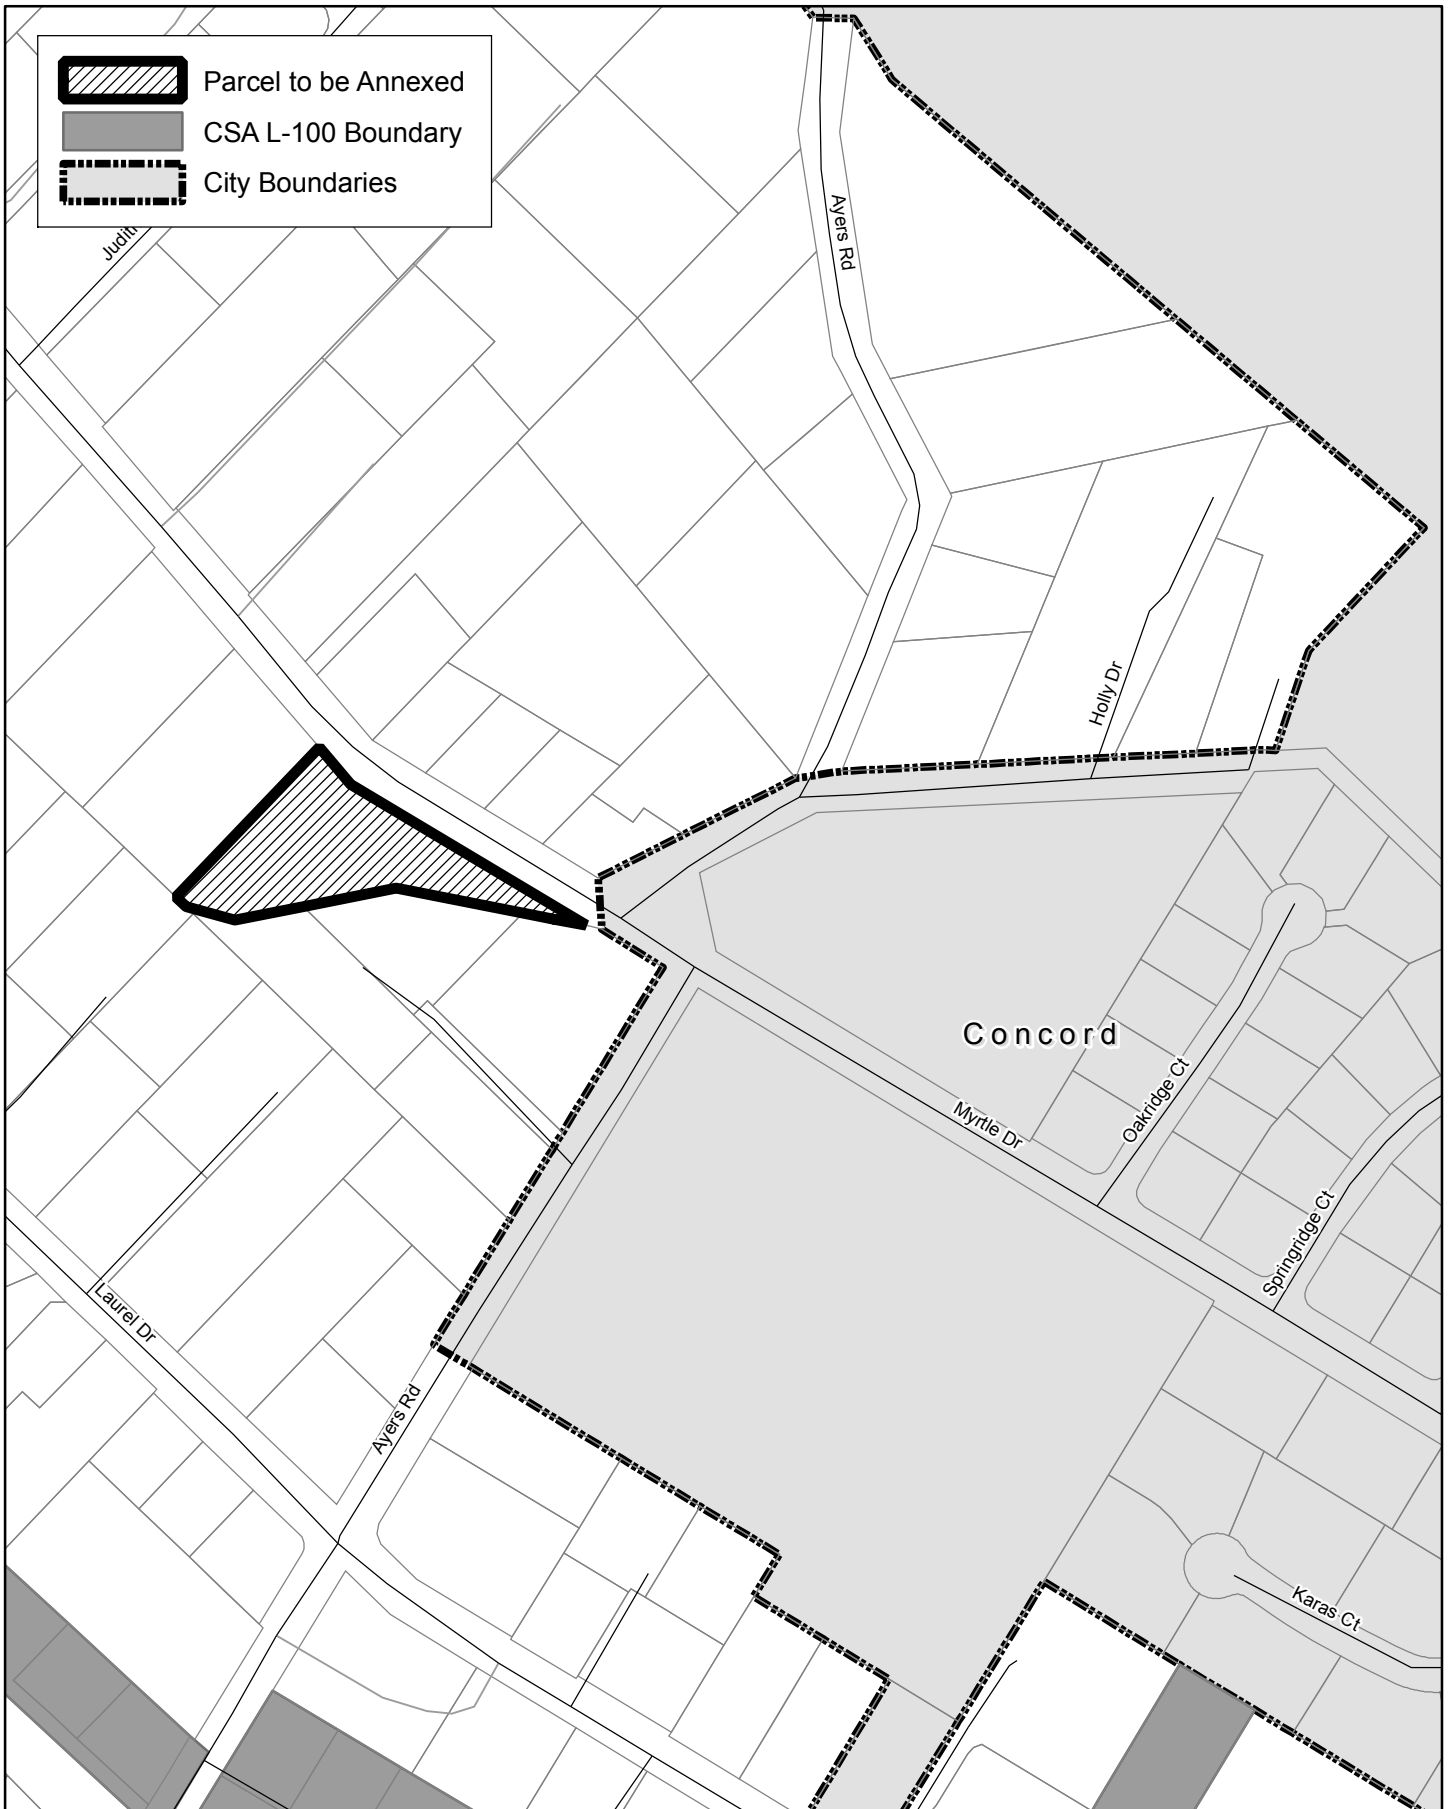 Parcel to be Annexed
CSA L-100 Boundary
City Boundaries
Ayers Rd
Holly Dr
Concord
Myrtle Dr
Oakridge Ct
Springridge Ct
Laurel Dr
Ayers Rd
Karas Ct